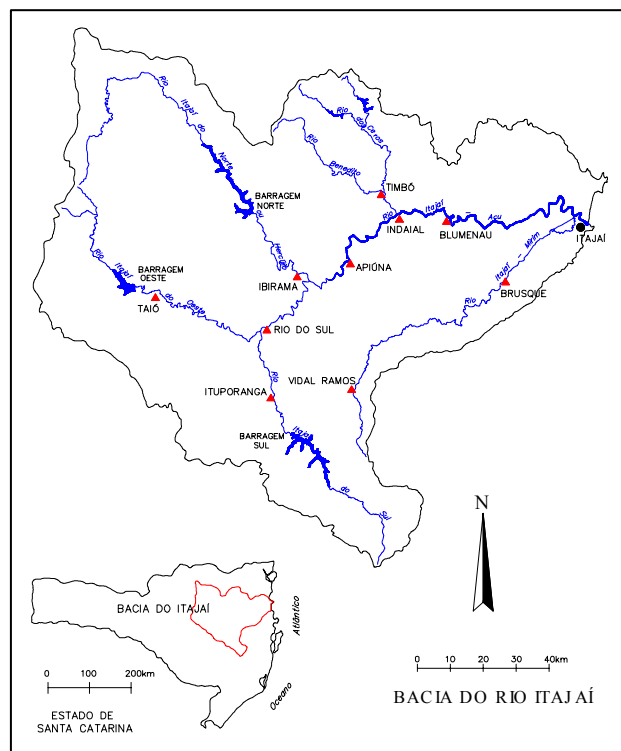 Rio
Itajaí do
Norte
ou
Hercílio
Rio
dos Cedros
Rio
Benedito
TIMBÓ
BARRAGEM
NORTE
Rio
Itajaí
Açu
INDAIAL
BLUMENAU
ITAJAÍ
Rio
Itajaí
Mirim
BARRAGEM
OESTE
Rio
Itajaí
do
Oeste
TAIÓ
IBIRAMA
APIÚNA
BRUSQUE
RIO DO SUL
Rio
ITUPORANGA
VIDAL RAMOS
BARRAGEM
SUL
Itajaí
do
Sul
N
BACIA DO ITAJAÍ
Atlântico
Oceano
0 100 200km
ESTADO DE
SANTA CATARINA
0 10 20 30 40km
BACIA DO RIO ITAJAÍ